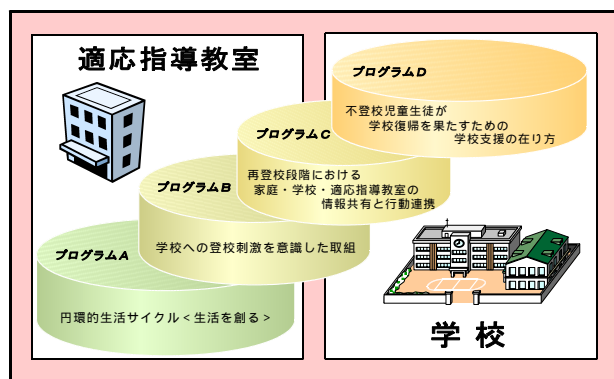 適応指導教室
プログラムD
不登校児童生徒が
学校復帰を果たすための
学校支援の在り方
プログラムC
再登校段階における
家庭・学校・適応指導教室の
情報共有と行動連携
プログラムB
学校への登校刺激を意識した取組
プログラムA
円環的生活サイクル＜生活を創る＞
学校